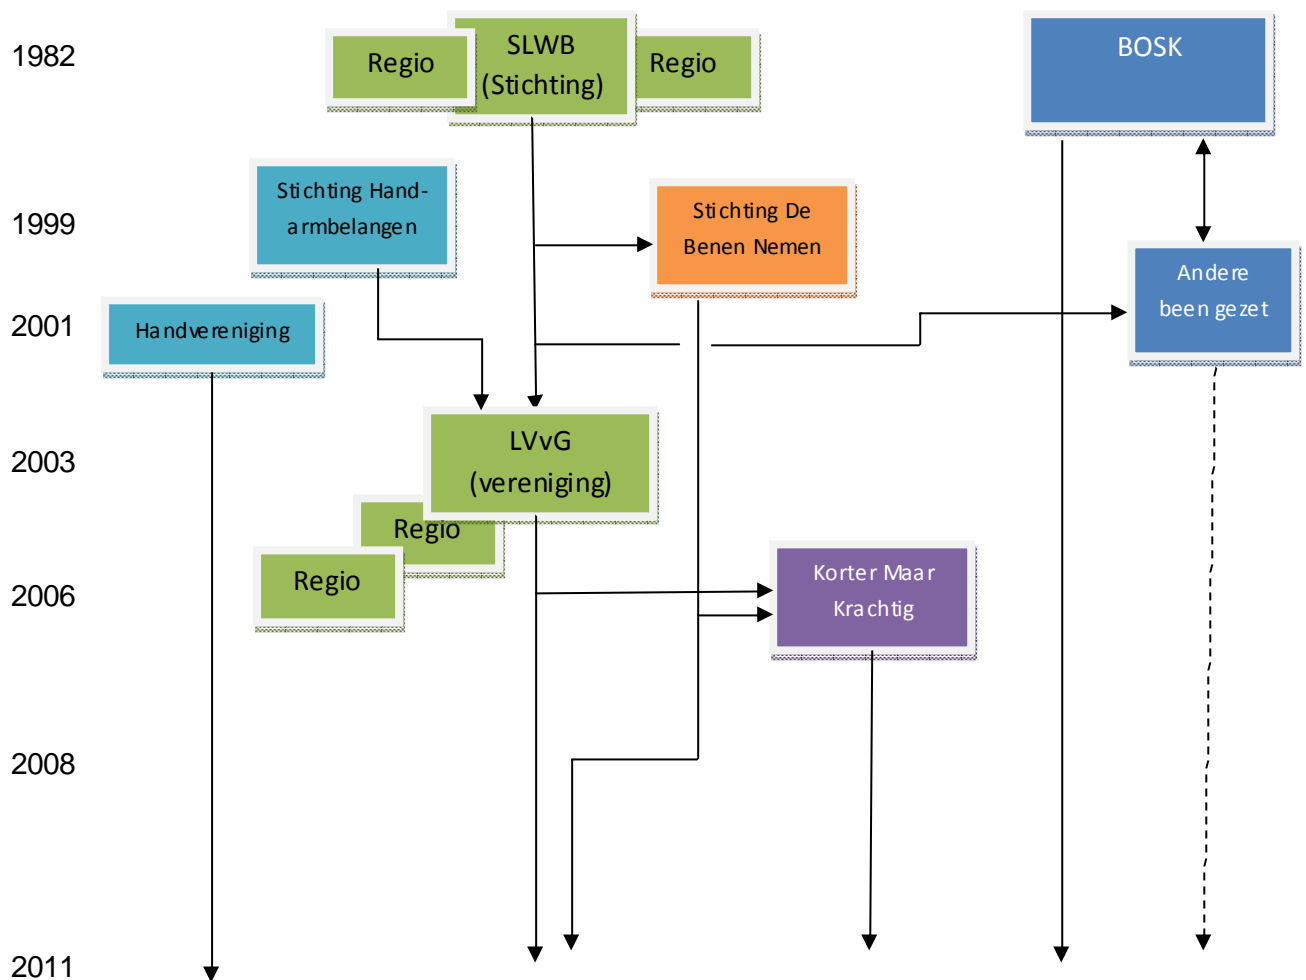 1982
Regio
SLWB
(Stichting)
Regio
BOSK
1999
Stichting Hand-
armbelangen
Stichting De
Benen Nemen
Andere
been gezet
2001
Handvereniging
2003
LVvG
(vereniging)
Regio
Regio
2006
Korter Maar
Krachtig
2008
2011